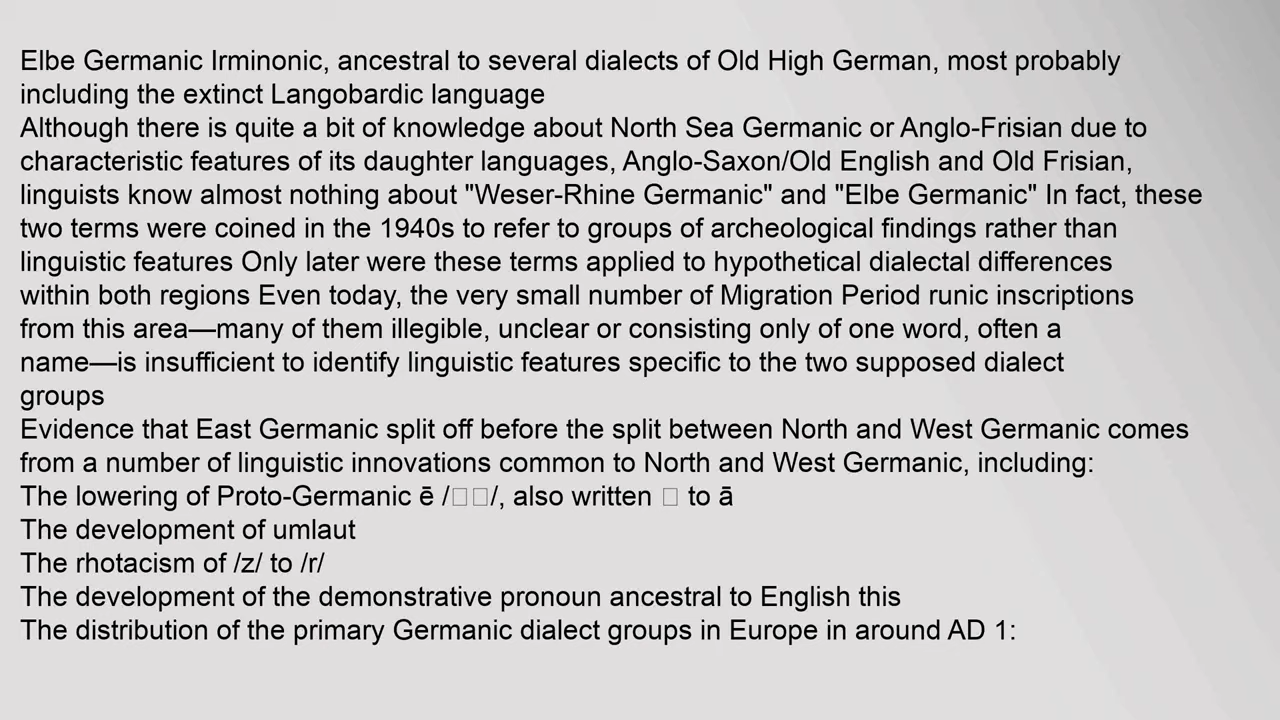 Elbe Germanic Irminonic, ancestral to several dialects of Old High German, most probably
including the extinct Langobardic language
Although there is quite a bit of knowledge about North Sea Germanic or Anglo-Frisian due to
characteristic features of its daughter languages, Anglo-Saxon/Old English and Old Frisian,
linguists know almost nothing about "Weser-Rhine Germanic" and "Elbe Germanic" In fact, these
two terms were coined in the 1940s to refer to groups of archeological findings rather than
linguistic features Only later were these terms applied to hypothetical dialectal differences
within both regions Even today, the very small number of Migration Period runic inscriptions
from this area—many of them illegible, unclear or consisting only of one word, often a
name—is insufficient to identify linguistic features specific to the two supposed dialect
groups
Evidence that East Germanic split off before the split between North and West Germanic comes
from a number of linguistic innovations common to North and West Germanic, including:
The lowering of Proto-Germanic ē /□□/, also written □ to ā
The development of umlaut
The rhotacism of /z/ to /r/
The development of the demonstrative pronoun ancestral to English this
The distribution of the primary Germanic dialect groups in Europe in around AD 1: